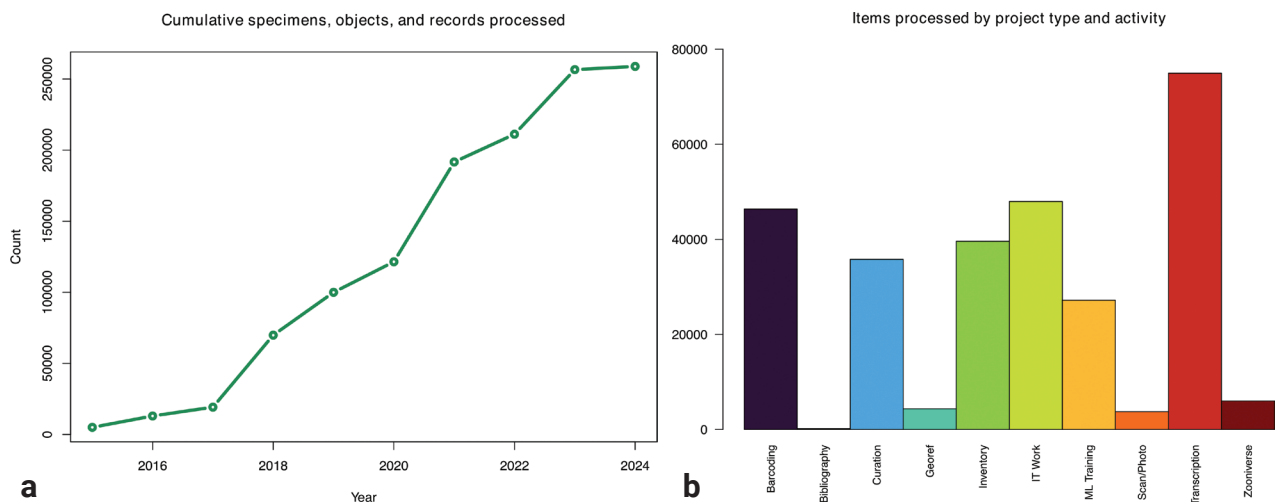 Cumulative specimens, objects, and records processed
250000
200000
150000
100000
50000
0
Count
2016
2018
2020
2022
2024
Year
a
Items processed by project type and activity
80000
60000
40000
20000
0
Barcoding
Bibliography
Curation
Georef
Inventory
IT Work
ML Training
Scan/Photo
Transcription
Zooniverse
b